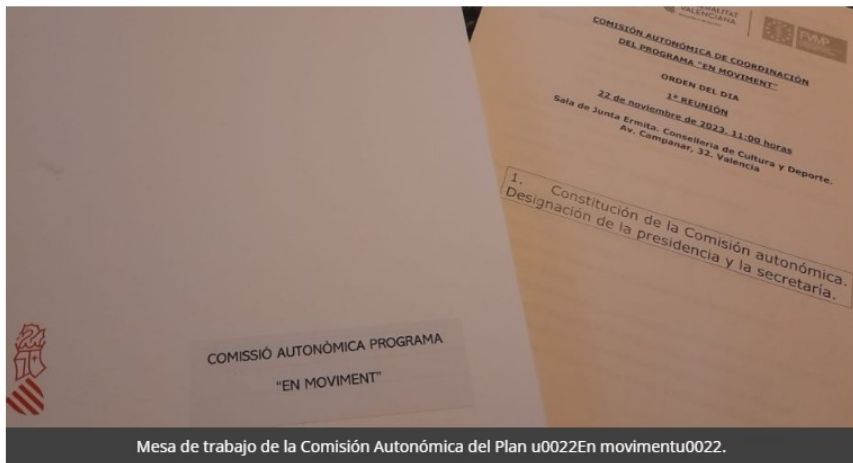 COMISSIÓ AUTONÒMICA PROGRAMA
“EN MOVIMENT”
VALENCIANA
FVMP
COMISIÓN AUTONÓMICA DE COORDINACIÓN
DEL PROGRAMA “EN MOVIMENT”
ORDEN DEL DIA
1ª REUNIÓN
22 de noviembre de 2023. 11:00 horas
Sala de Junta Ermita. Conselleria de Cultura y Deporte.
Av. Campanar, 32. Valencia
1. Constitución de la Comisión autonómica.
Designación de la presidencia y la secretaría.
Mesa de trabajo de la Comisión Autonómica del Plan u0022En movimentu0022.